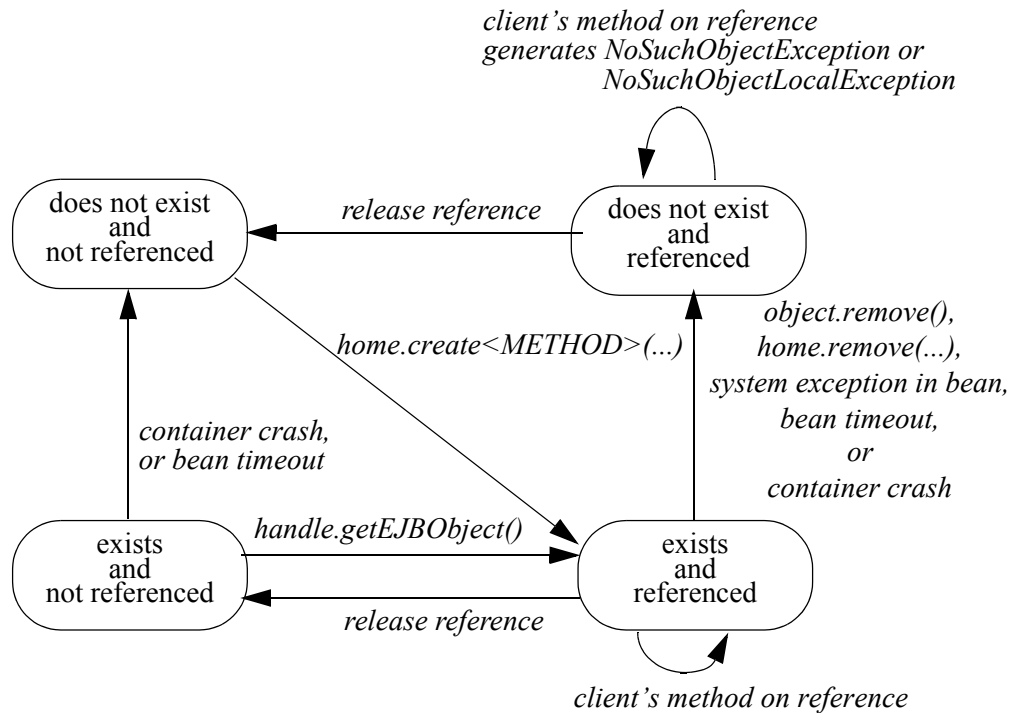 client’s method on reference
generates NoSuchObjectException or
NoSuchObjectLocalException
does not exist
and
not referenced
release reference
does not exist
and
referenced
home.create<METHOD>(...)
object.remove(),
home.remove(...),
system exception in bean,
bean timeout,
or
container crash
container crash,
or bean timeout
exists
and
not referenced
handle.getEJBObject()
release reference
exists
and
referenced
client’s method on reference